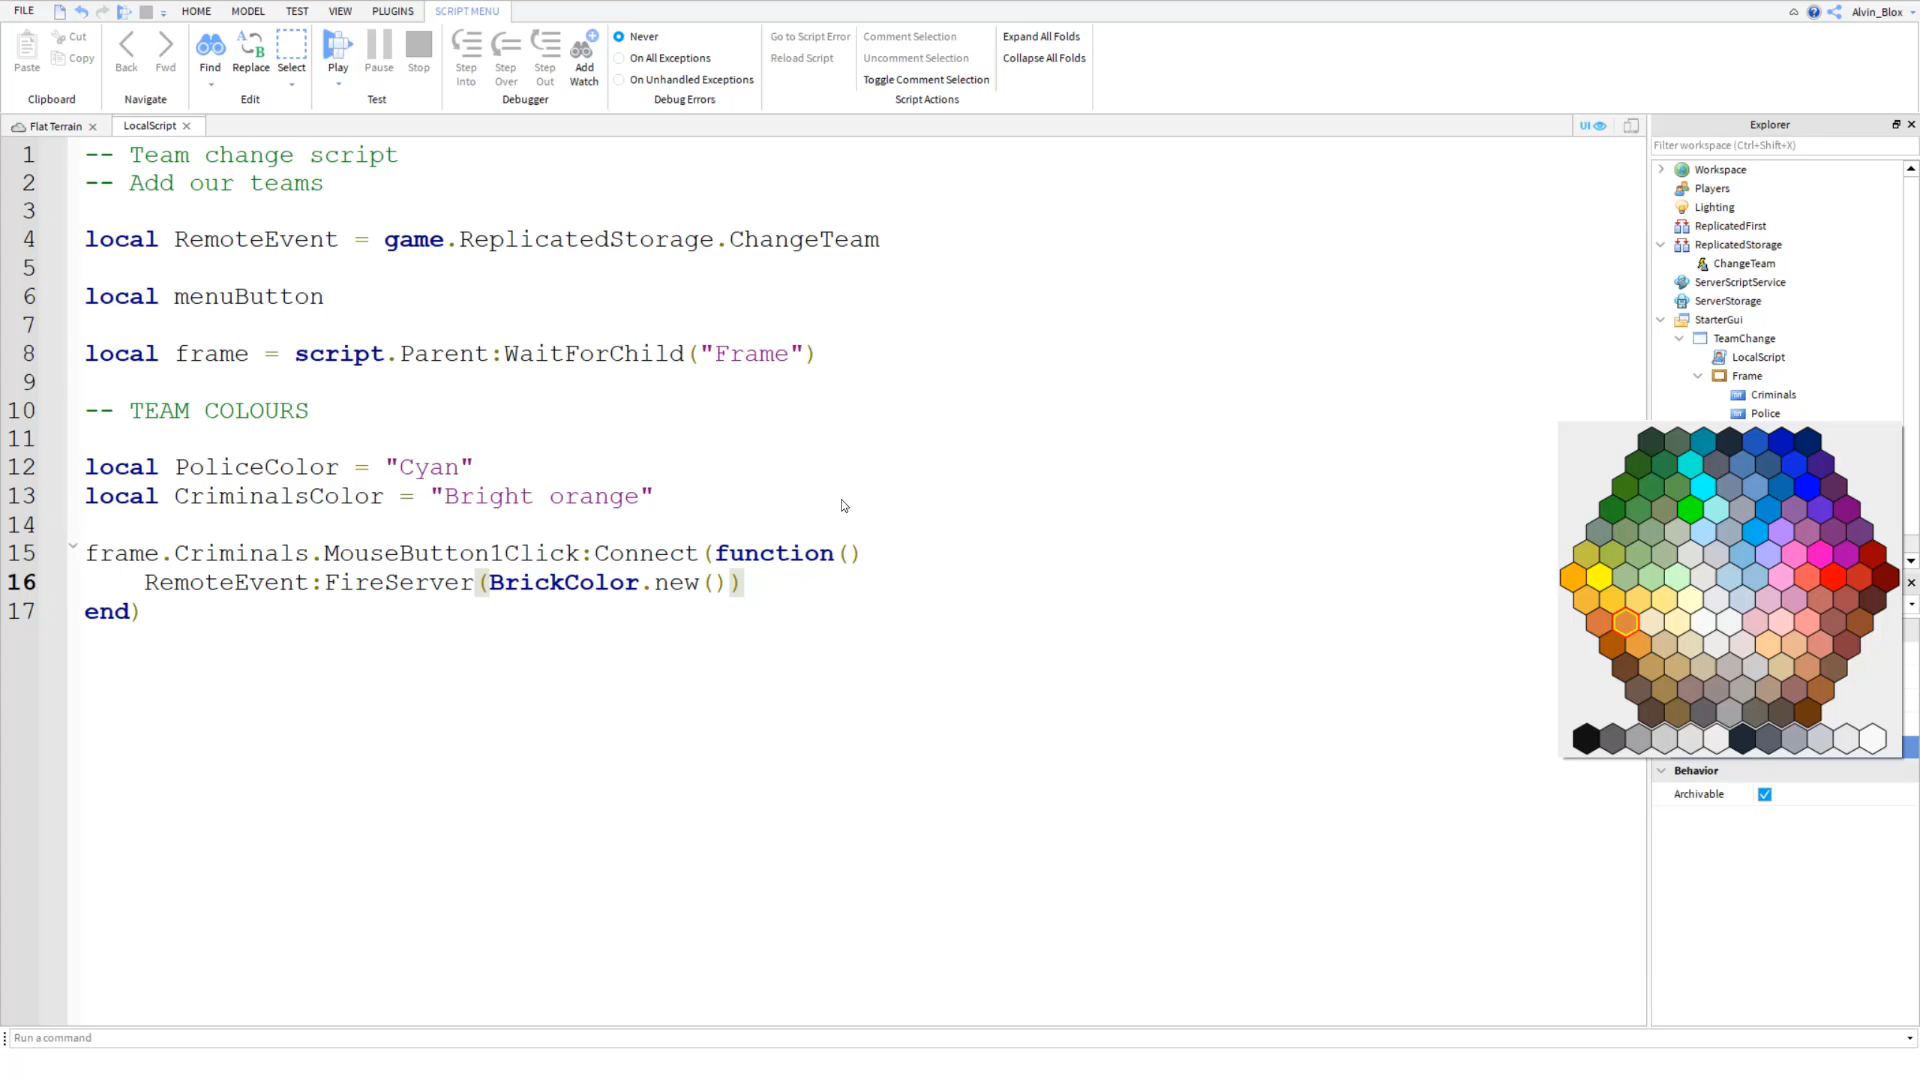 FILE HOME MODEL TEST VIEW PLUGINS SCRIPT MENU Alvin_Blox
Paste Cut Copy Clipboard
Back Fwd Navigate
Find Replace Select Edit
Play Pause Stop Test
Step Into Step Over Step Out Add Watch Debugger
Never
On All Exceptions
On Unhandled Exceptions
Debug Errors
Go to Script Error
Reload Script
Comment Selection
Uncomment Selection
Toggle Comment Selection
Script Actions
Expand All Folds
Collapse All Folds
Flat Terrain LocalScript UI
1 -- Team change script
2 -- Add our teams
3
4 local RemoteEvent = game.ReplicatedStorage.ChangeTeam
5
6 local menuButton
7
8 local frame = script.Parent:WaitForChild("Frame")
9
10 -- TEAM COLOURS
11
12 local PoliceColor = "Cyan"
13 local CriminalsColor = "Bright orange"
14
15 frame.Criminals.MouseButton1Click:Connect(function()
16 RemoteEvent:FireServer(BrickColor.new())
17 end)
Explorer
Filter workspace (Ctrl+Shift+X)
Workspace
Players
Lighting
ReplicatedFirst
ReplicatedStorage
ChangeTeam
ServerScriptService
ServerStorage
StarterGui
TeamChange
LocalScript
Frame
Criminals
Police
Behavior
Archivable
Run a command